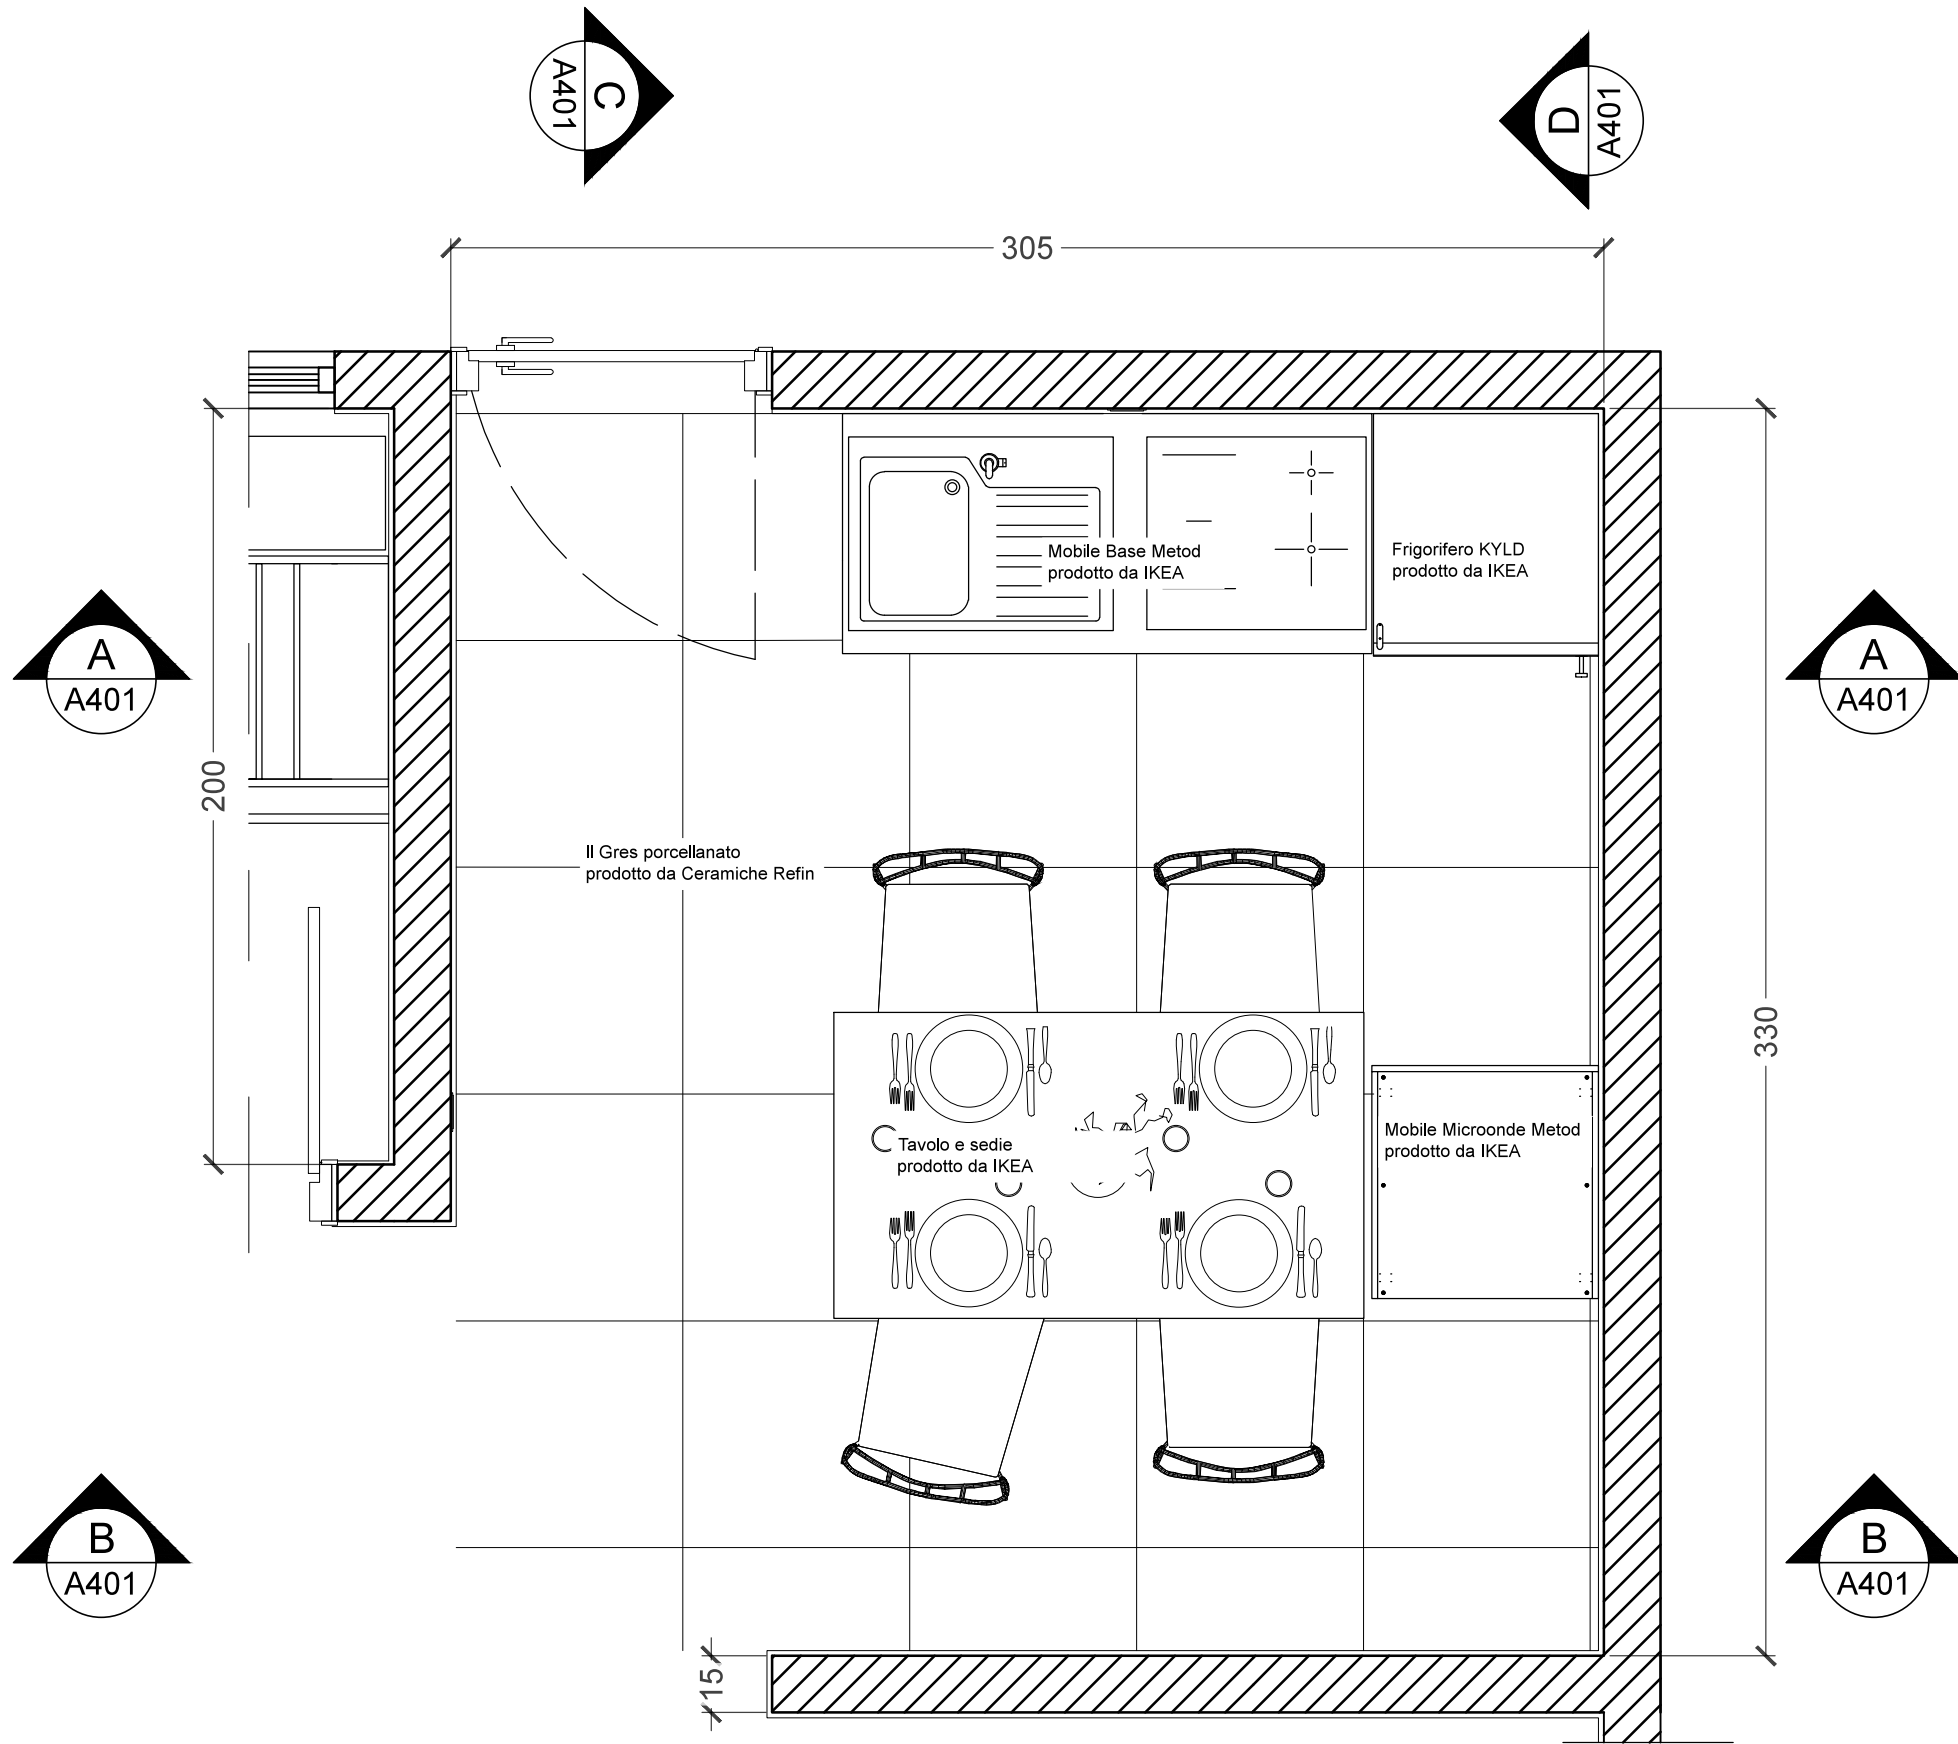 C
A401
D
A401
305
Mobile Base Metod
prodotto da IKEA
Frigorifero KYLD
prodotto da IKEA
A
A401
A
A401
200
Il Gres porcellanato
prodotto da Ceramiche Refin
330
Mobile Microonde Metod
prodotto da IKEA
Tavolo e sedie
prodotto da IKEA
B
A401
B
A401
15